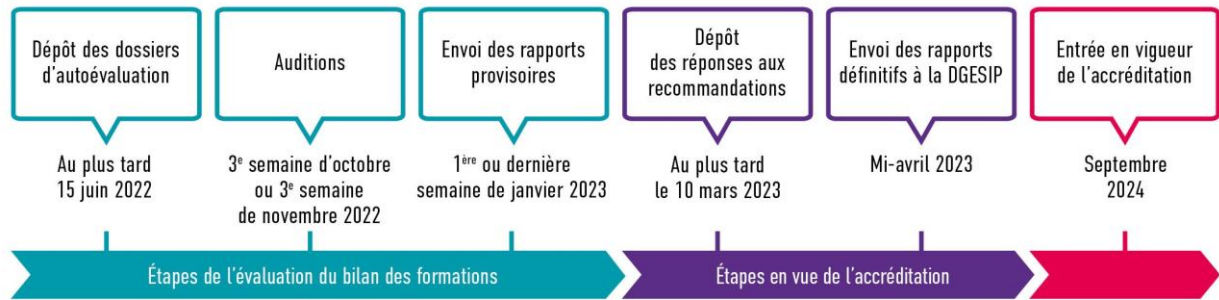 Dépôt des dossiers
d'autoévaluation
Auditions
Envoi des rapports
provisoires
Dépôt
des réponses aux
recommandations
Envoi des rapports
définitifs à la DGESIP
Entrée en vigueur
de l'accréditation
Au plus tard
15 juin 2022
3e semaine d'octobre
ou 3e semaine
de novembre 2022
1ère ou dernière
semaine de janvier 2023
Au plus tard
le 10 mars 2023
Mi-avril 2023
Septembre
2024
Étapes de l'évaluation du bilan des formations
Étapes en vue de l'accréditation